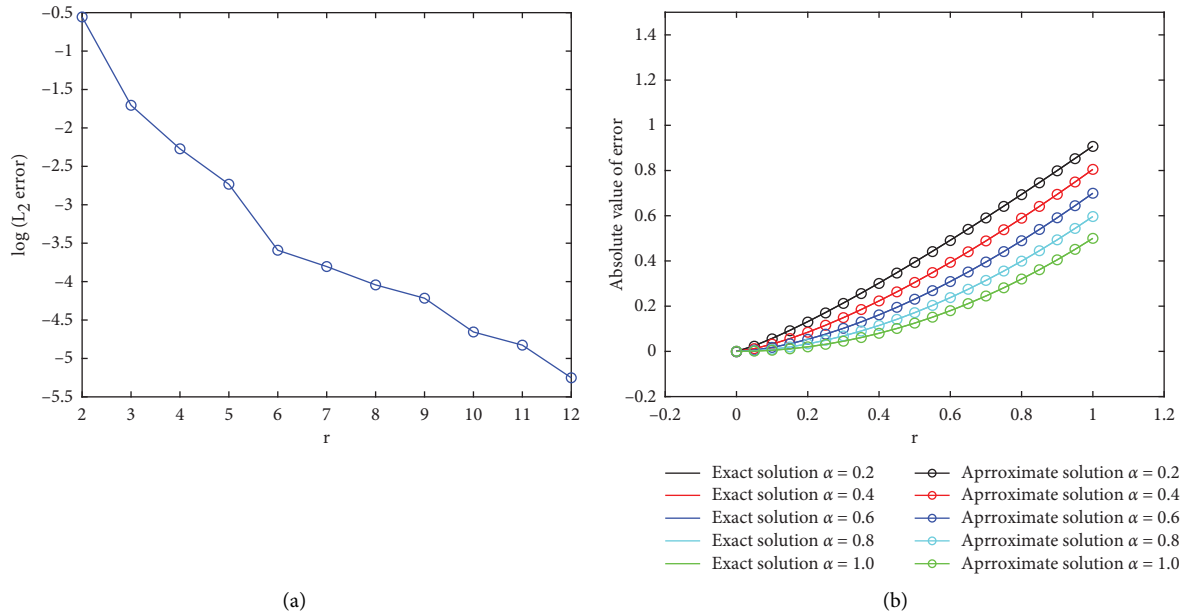 −0.5
−1
−1.5
−2
−2.5
−3
−3.5
−4
−4.5
−5
−5.5
log (L2 error)
2 3 4 5 6 7 8 9 10 11 12
r
(a)
1.4
1.2
1
0.8
0.6
0.4
0.2
0
−0.2
Absolute value of error
−0.2 0 0.2 0.4 0.6 0.8 1 1.2
r
Exact solution α = 0.2
Exact solution α = 0.4
Exact solution α = 0.6
Exact solution α = 0.8
Exact solution α = 1.0
Aprroximate solution α = 0.2
Aprroximate solution α = 0.4
Aprroximate solution α = 0.6
Aprroximate solution α = 0.8
Aprroximate solution α = 1.0
(b)